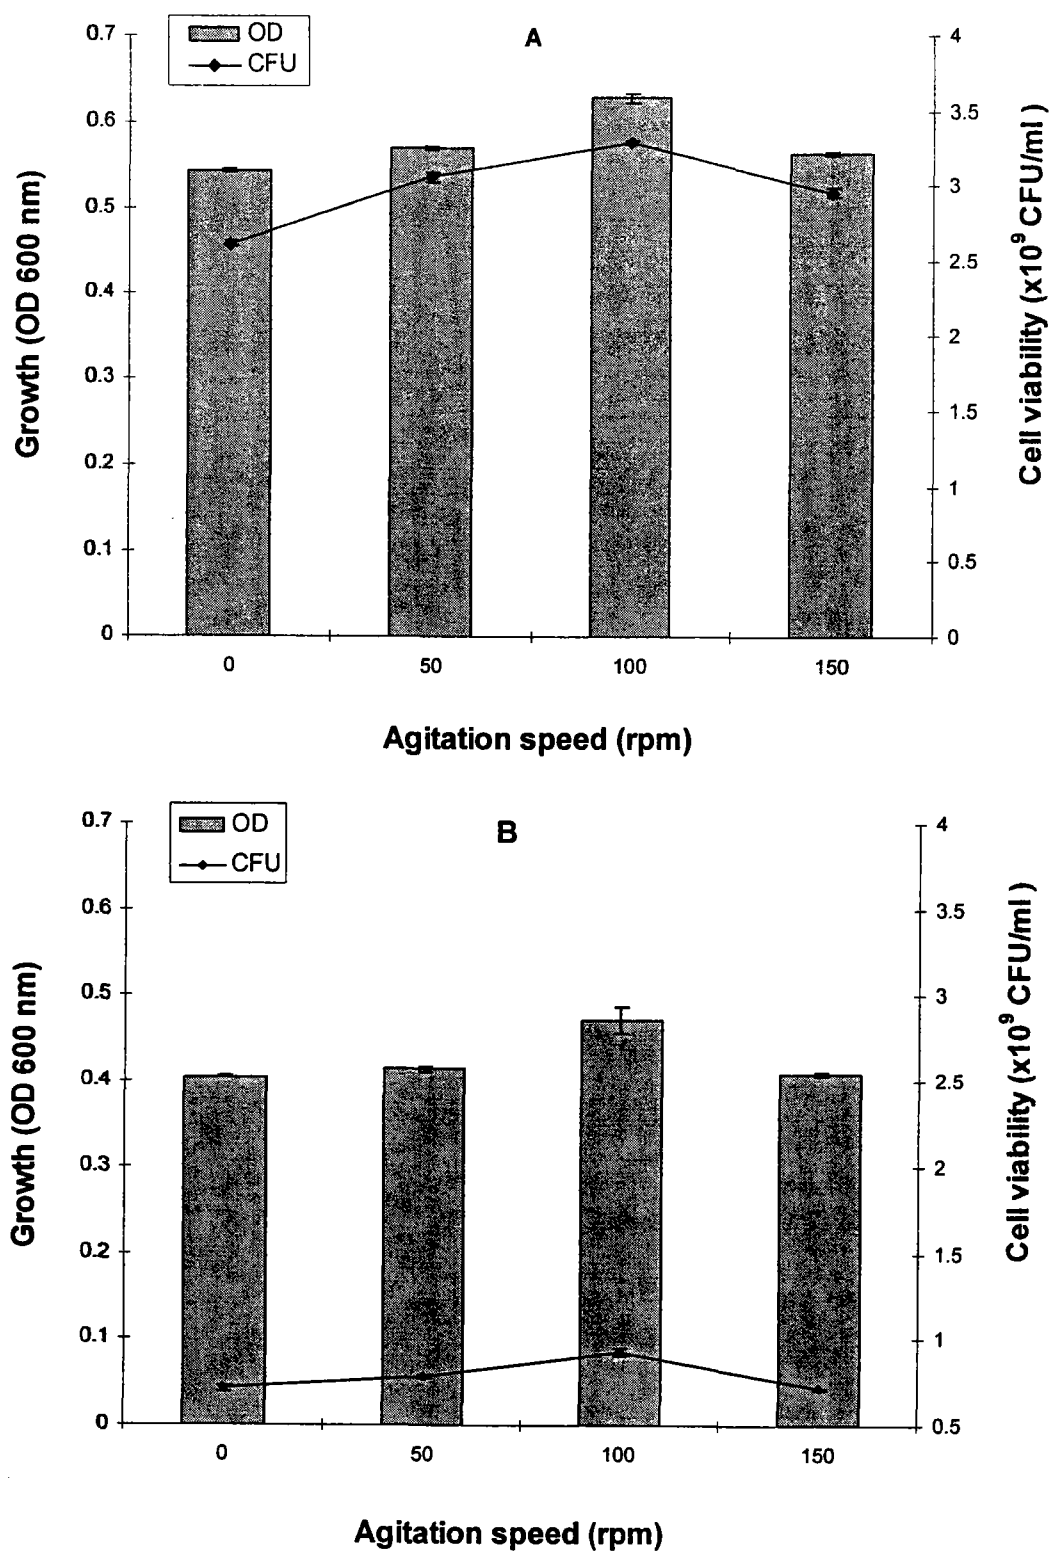 A
OD
CFU
0.7
0.6
0.5
0.4
0.3
0.2
0.1
0
Growth (OD 600 nm)
4
3.5
3
2.5
2
1.5
1
0.5
0
Cell viability (x10⁹ CFU/ml )
0 50 100 150
Agitation speed (rpm)
B
OD
CFU
0.7
0.6
0.5
0.4
0.3
0.2
0.1
0
Growth (OD 600 nm)
4
3.5
3
2.5
2
1.5
1
0.5
Cell viability (x10⁹ CFU/ml )
0 50 100 150
Agitation speed (rpm)